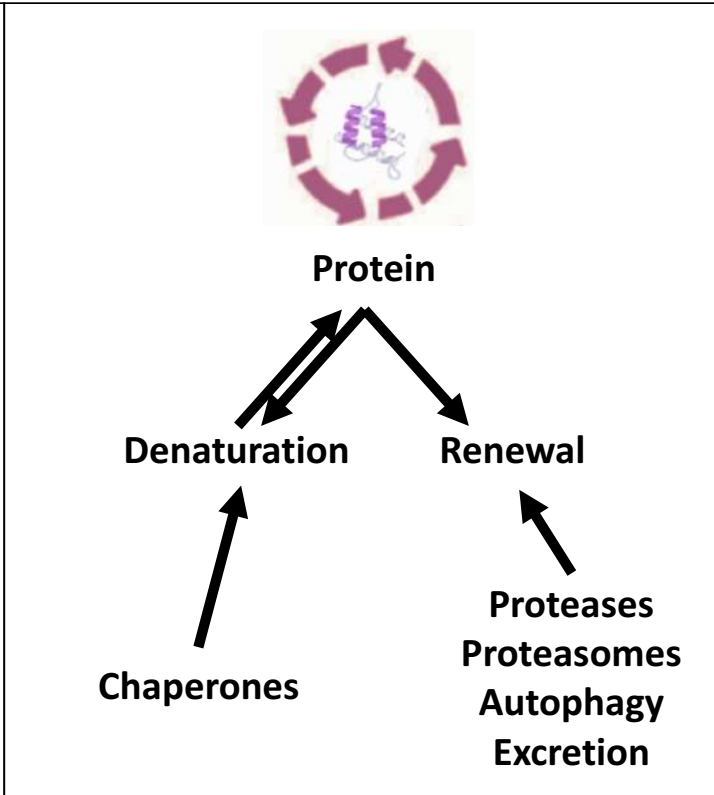 Protein
Denaturation
Renewal
Chaperones
Proteases
Proteasomes
Autophagy
Excretion